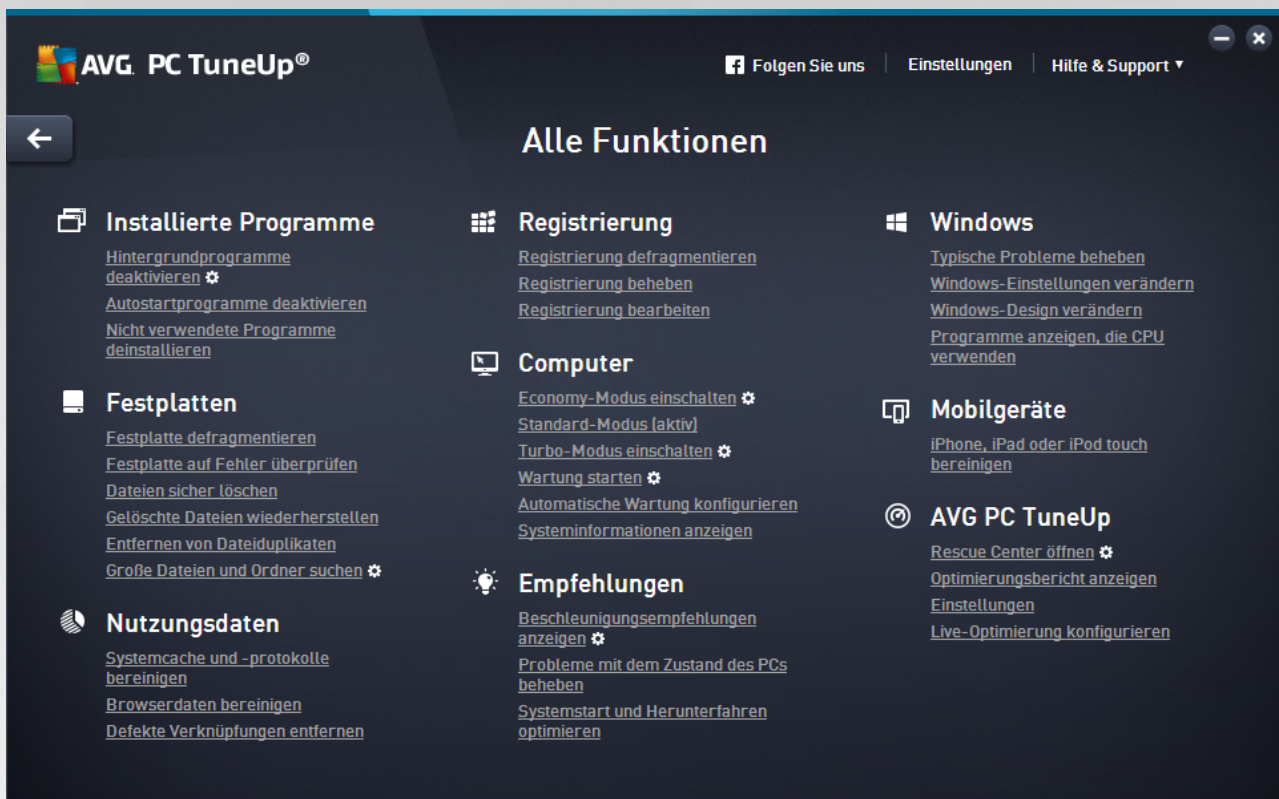 AVG. PC TuneUp®
Folgen Sie uns
Einstellungen
Hilfe & Support
Alle Funktionen
Installierte Programme
Hintergrundprogramme
deaktivieren
Autostartprogramme deaktivieren
Nicht verwendete Programme
deinstallieren
Festplatten
Festplatte defragmentieren
Festplatte auf Fehler überprüfen
Dateien sicher löschen
Gelöschte Dateien wiederherstellen
Entfernen von Dateiduplikaten
Große Dateien und Ordner suchen
Nutzungsdaten
Systemcache und -protokolle
bereinigen
Browserdaten bereinigen
Defekte Verknüpfungen entfernen
Registrierung
Registrierung defragmentieren
Registrierung beheben
Registrierung bearbeiten
Computer
Economy-Modus einschalten
Standard-Modus (aktiv)
Turbo-Modus einschalten
Wartung starten
Automatische Wartung konfigurieren
Systeminformationen anzeigen
Empfehlungen
Beschleunigungsempfehlungen
anzeigen
Probleme mit dem Zustand des PCs
beheben
Systemstart und Herunterfahren
optimieren
Windows
Typische Probleme beheben
Windows-Einstellungen verändern
Windows-Design verändern
Programme anzeigen, die CPU
verwenden
Mobilgeräte
iPhone, iPad oder iPod touch
bereinigen
AVG PC TuneUp
Rescue Center öffnen
Optimierungsbericht anzeigen
Einstellungen
Live-Optimierung konfigurieren